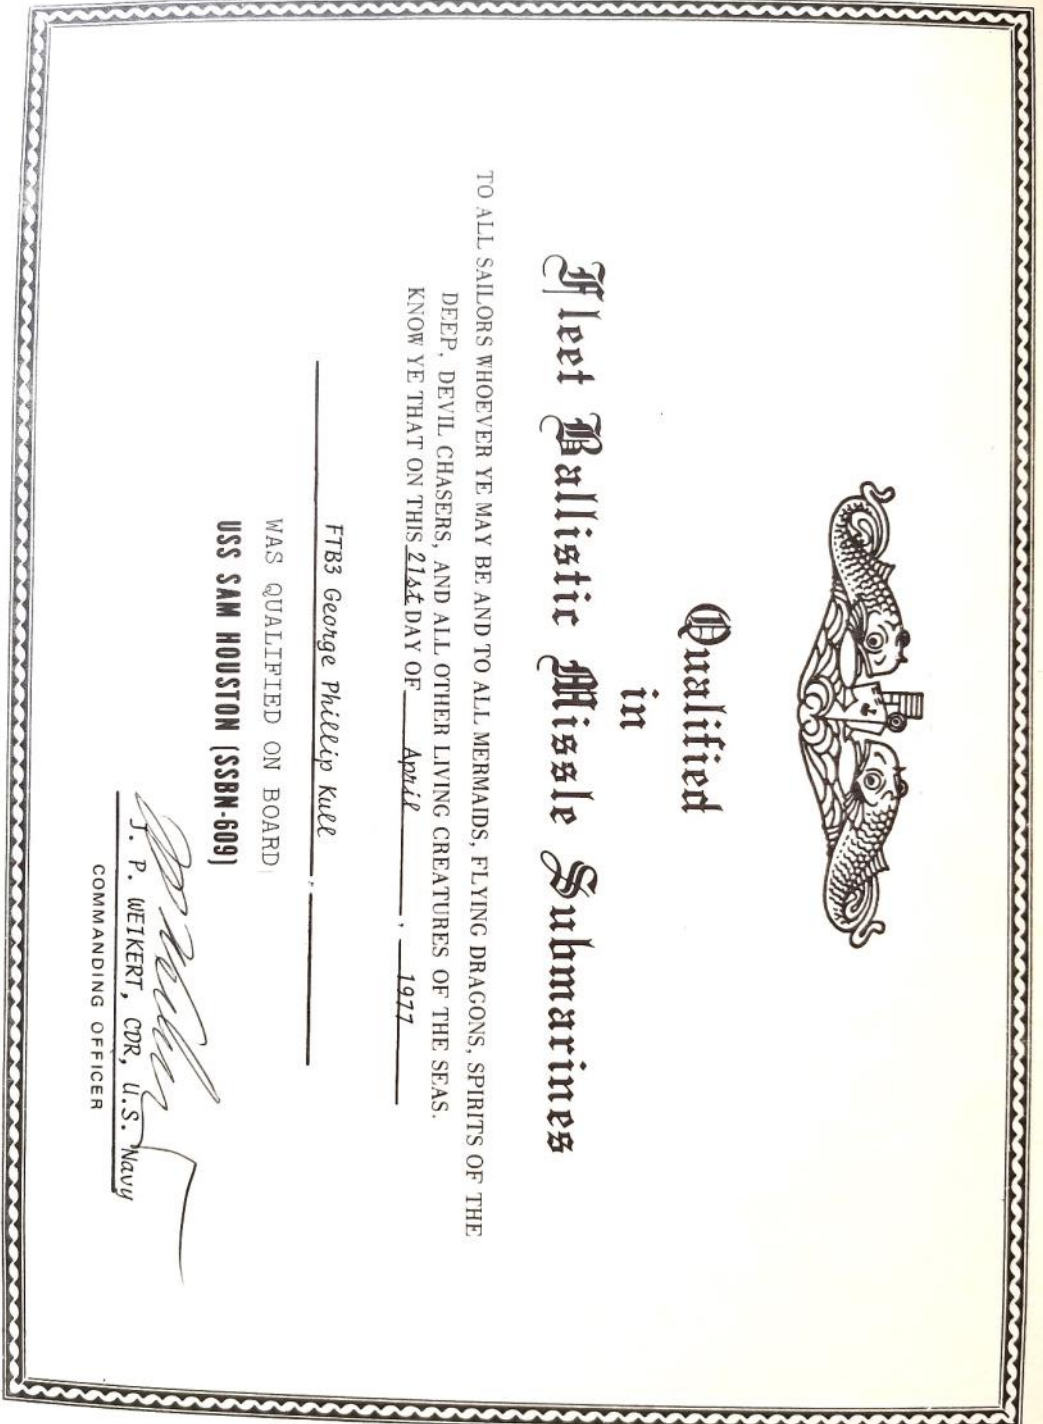 Qualified
in
Fleet Ballistic Missle Submarines
TO ALL SAILORS WHOEVER YE MAY BE AND TO ALL MERMAIDS, FLYING DRAGONS, SPIRITS OF THE
DEEP, DEVIL CHASERS, AND ALL OTHER LIVING CREATURES OF THE SEAS.
KNOW YE THAT ON THIS 21st DAY OF April, 1977
FTB3 George Phillip Kull,
WAS QUALIFIED ON BOARD
USS SAM HOUSTON (SSBN-609)
J. P. WEIKERT, CDR, U.S. Navy
COMMANDING OFFICER